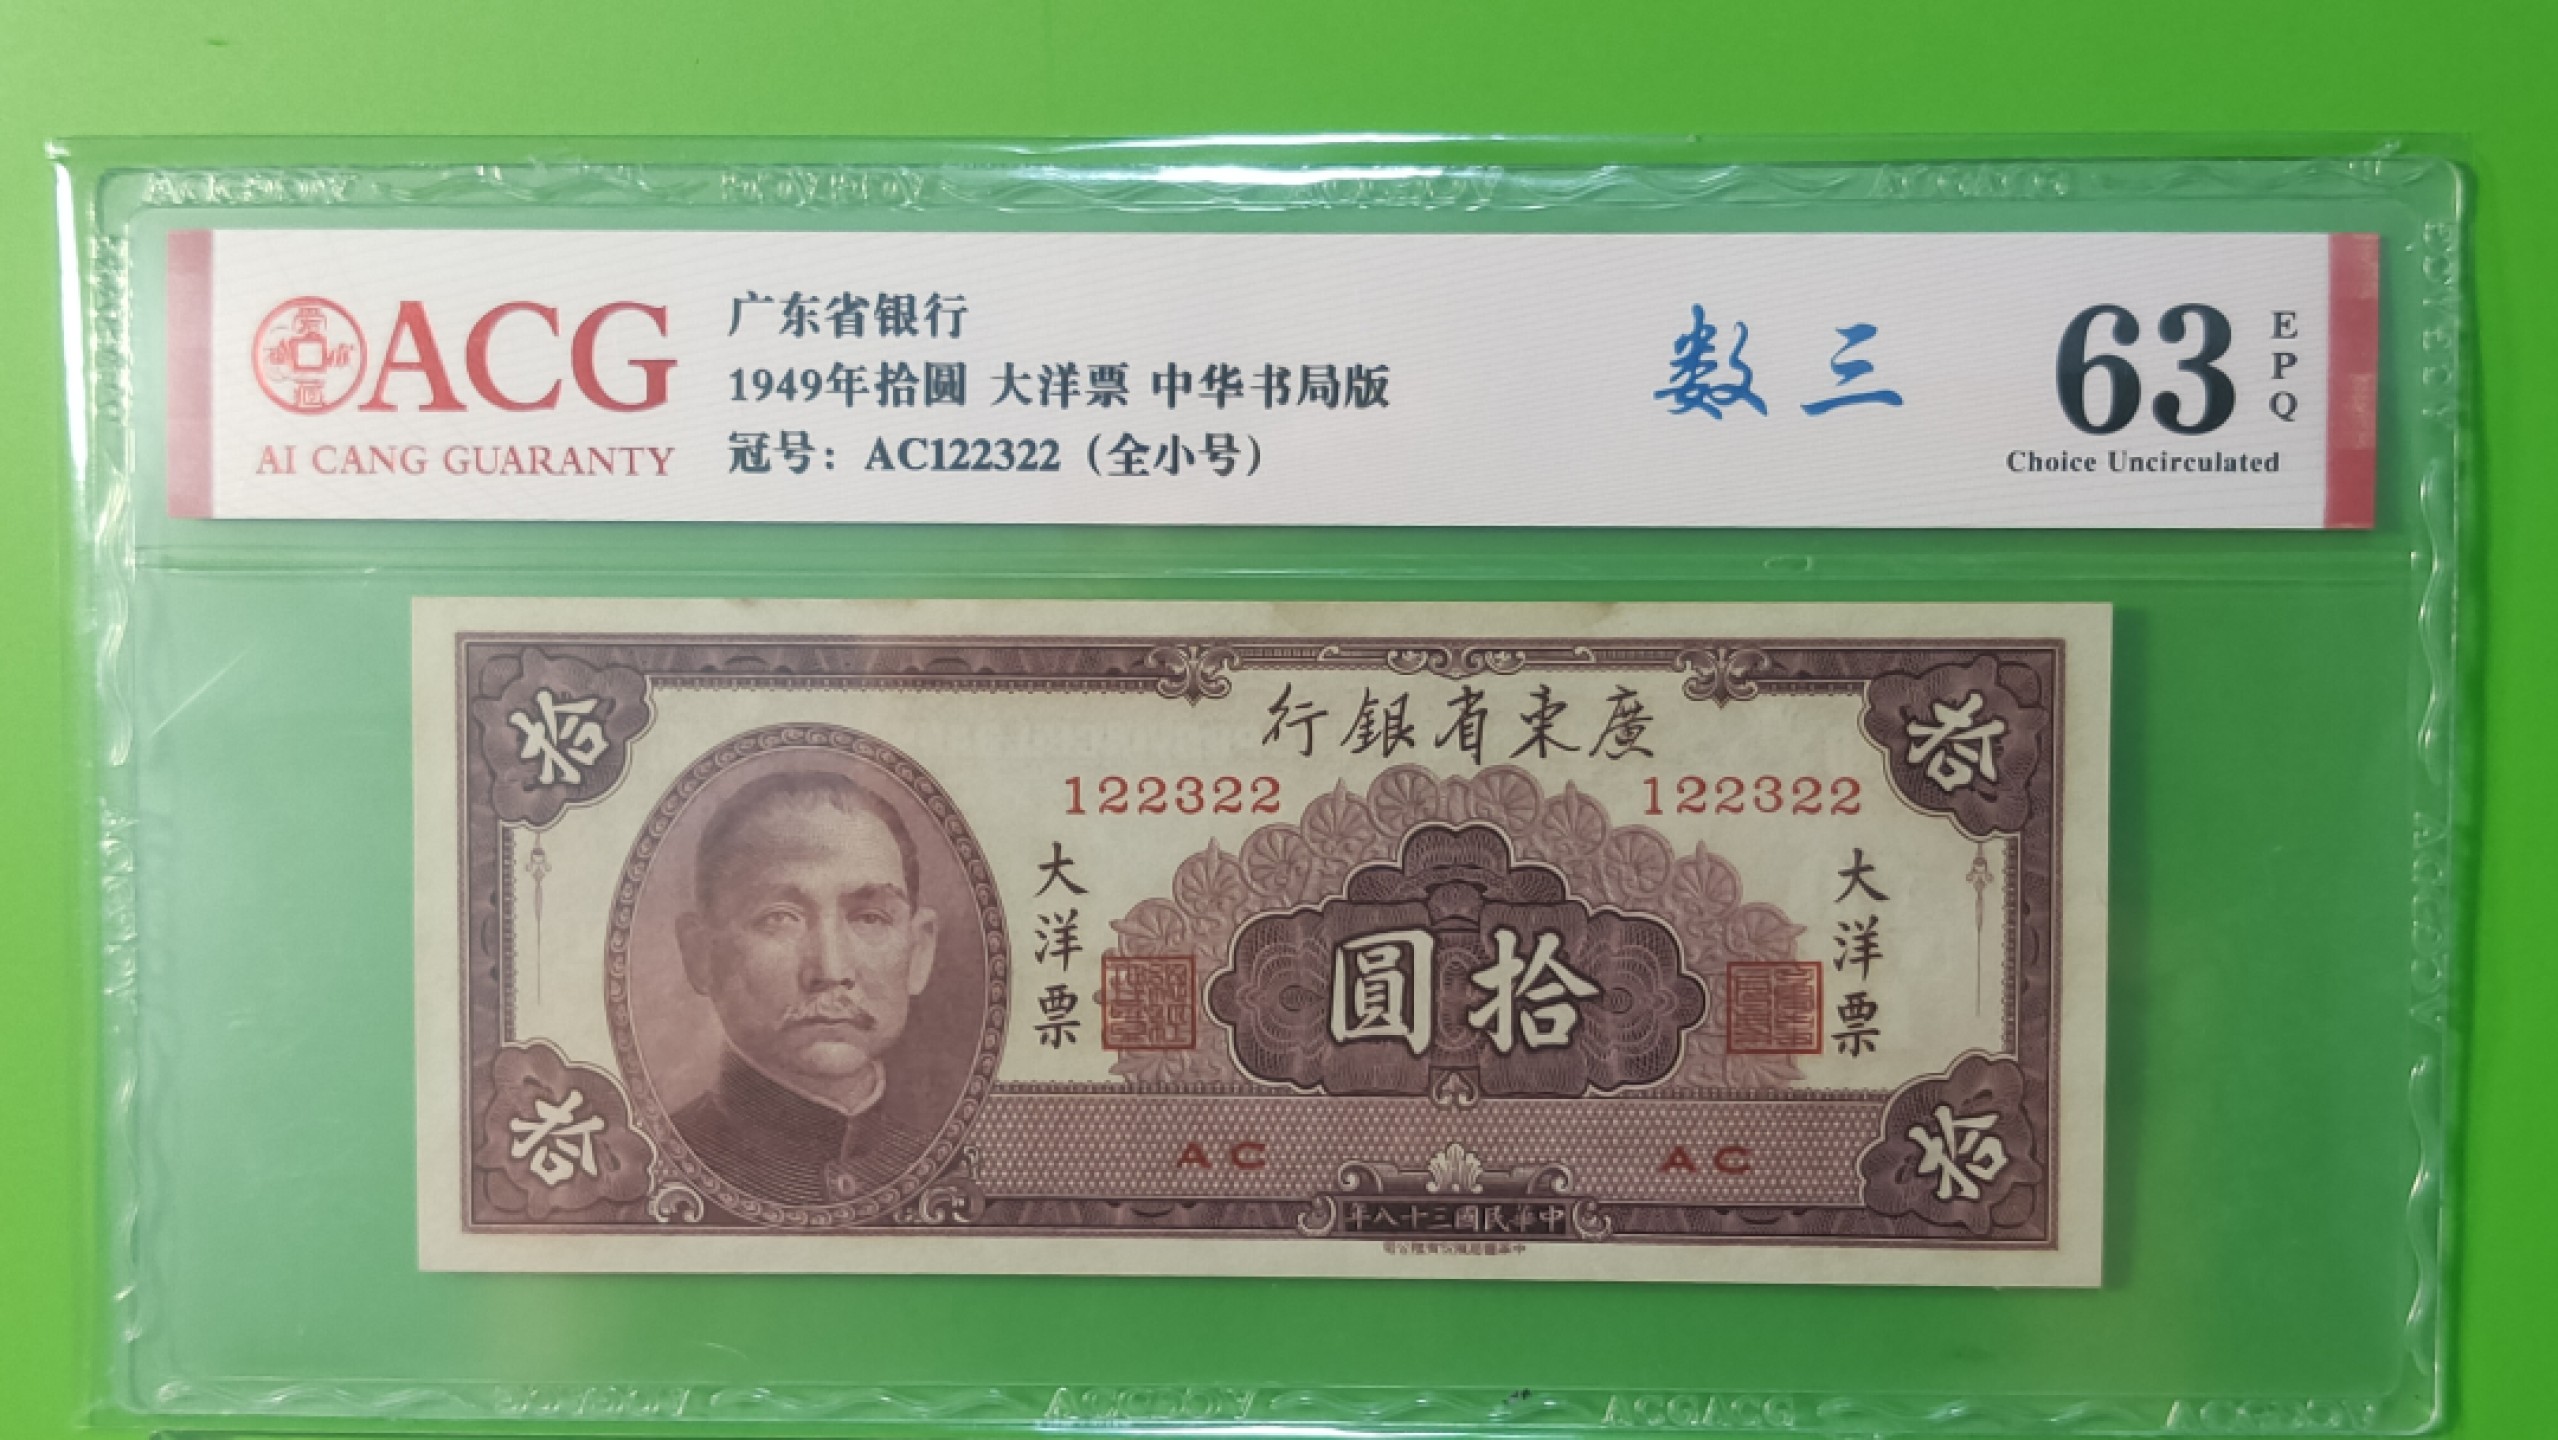 ACG
AI CANG GUARANTY
广东省银行
1949年拾圆 大洋票 中华书局版
冠号：AC122322（全小号）
数三
63
EPQ
Choice Uncirculated
拾
拾
行銀省東廣
122322
122322
大洋票
大洋票
圓拾
AC
AC
拾
拾
年八十三國民華中